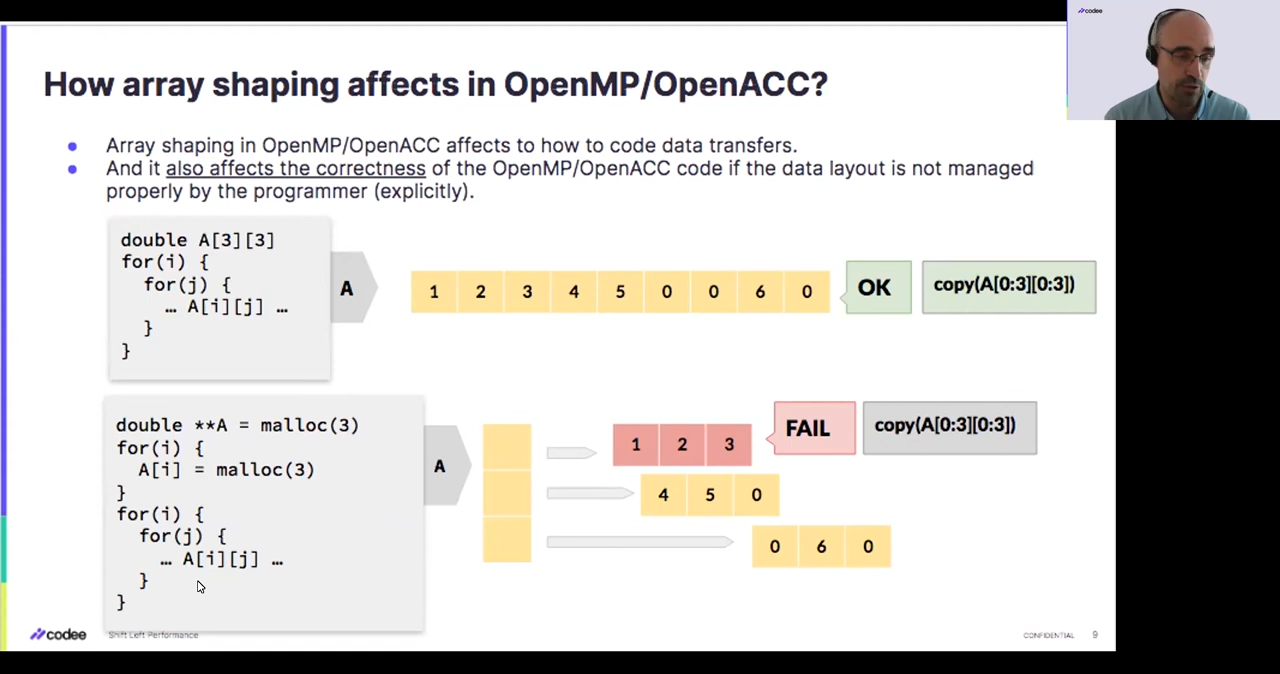 codee
How array shaping affects in OpenMP/OpenACC?
● Array shaping in OpenMP/OpenACC affects to how to code data transfers.
● And it also affects the correctness of the OpenMP/OpenACC code if the data layout is not managed
properly by the programmer (explicitly).
double A[3][3]
for(i) {
for(j) {
… A[i][j] …
}
}
A
1 2 3 4 5 0 0 6 0
OK
copy(A[0:3][0:3])
double **A = malloc(3)
for(i) {
A[i] = malloc(3)
}
for(i) {
for(j) {
… A[i][j] …
}
}
A
1 2 3
FAIL
copy(A[0:3][0:3])
4 5 0
0 6 0
codee
Shift Left Performance
CONFIDENTIAL 9